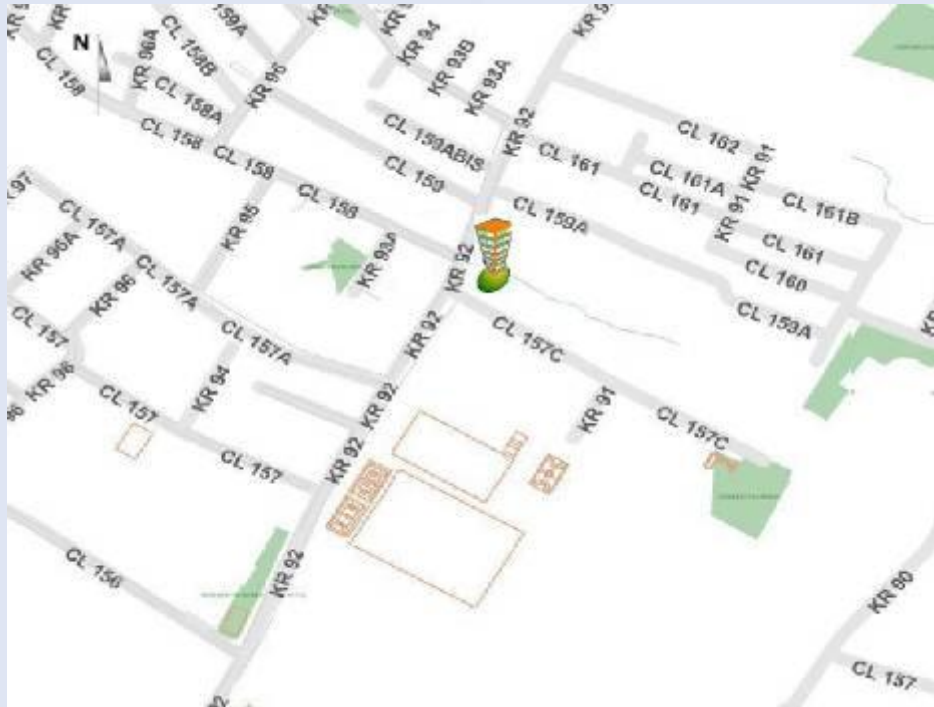 159A
KR 94
N
KR 96A
CL 158B
KR 93B
CL 158
KR 95
KR 93A
CL 158A
KR 92
CL 162
CL 158
CL 159ABIS
CL 158
CL 161
KR 91
CL 159
CL 161A
CL 158
CL 161
CL 161B
CL 159A
KR 91
CL 157A
KR 95
KR 93A
CL 161
KR 96A
KR 92
CL 160
KR 96
CL 157A
CL 159A
CL 157
KR 92
CL 157A
CL 157C
KR 96
KR 94
KR 92
CL 157
KR 91
CL 157C
CL 157
KR 92
CL 156
KR 92
KR 90
CL 157